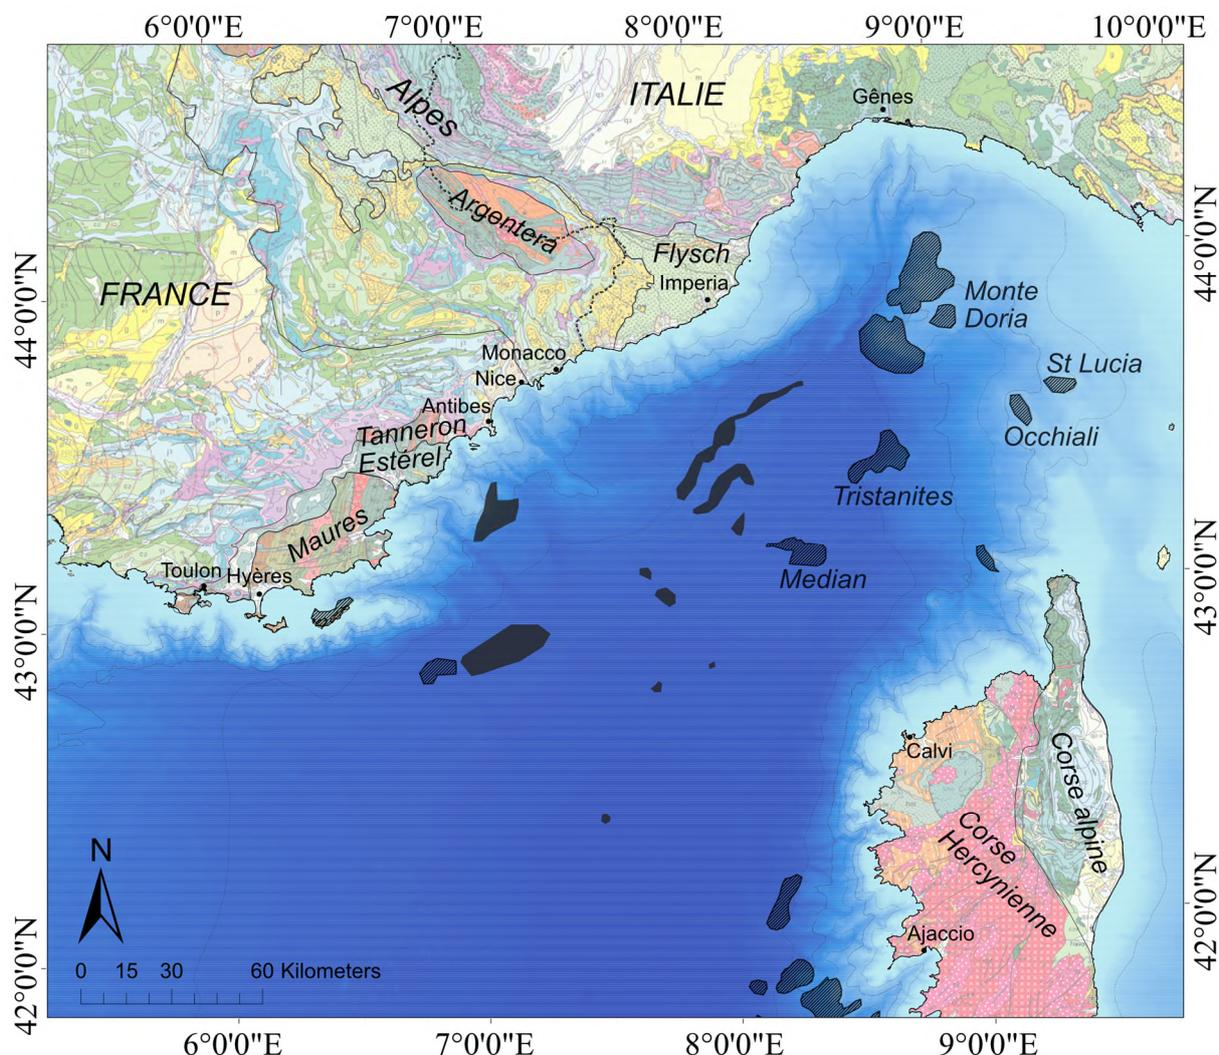 6°0'0"E 7°0'0"E 8°0'0"E 9°0'0"E 10°0'0"E
Alpes
ITALIE
Gênes
Argentera
Flysch
44°0'0"N
Imperia
FRANCE
Monte
Doria
44°0'0"N
Monacco
St Lucia
Nice
Antibes
Occhiali
Tanneron
Estérel
Tristanites
Maures
43°0'0"N
Toulon Hyères
Median
43°0'0"N
Calvi
Corse alpine
Corse
Hercynienne
N
Ajaccio
42°0'0"N
0 15 30 60 Kilometers
42°0'0"N
6°0'0"E 7°0'0"E 8°0'0"E 9°0'0"E